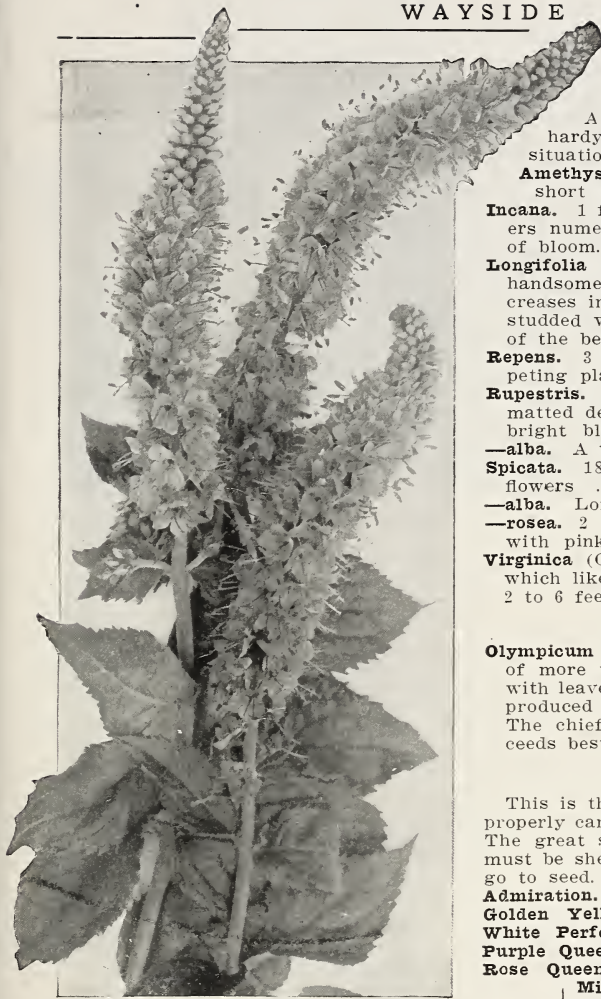 WAYSIDE
A
hardy
situatio
Amethys
short
Incana. 1 f
ers nume
of bloom.
Longifolia
handsome
creases in
studded v
of the be
Repens. 3
peting pla
Rupestris.
matted de
bright bl
—alba. A
Spicata. 18
flowers .
—alba. Lo
—rosea. 2
with pink
Virginica (
which like
2 to 6 fee
Olympicum
of more
with leave
produced
The chief
ceeds bes
This is th
properly car
The great s
must be she
go to seed.
Admiration.
Golden Yell
White Perfe
Purple Quee
Rose Queen
Mi